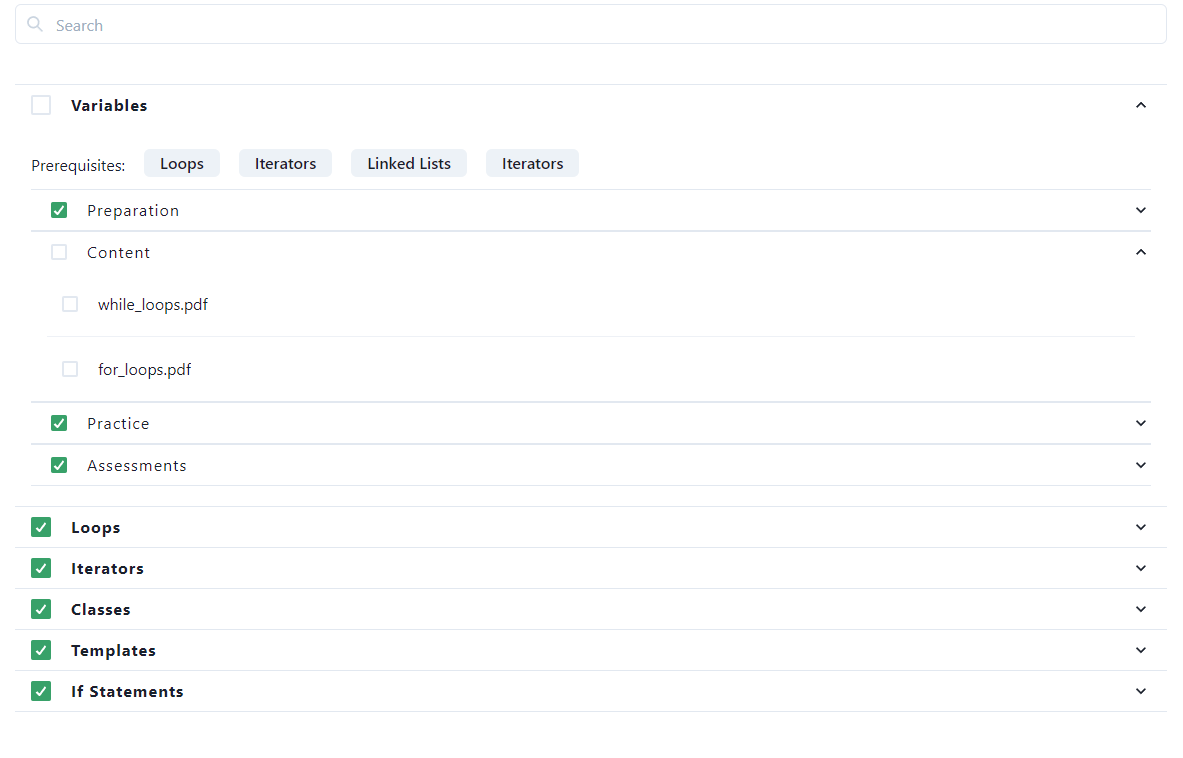 Search
Variables
Prerequisites: Loops Iterators Linked Lists Iterators
Preparation
Content
while_loops.pdf
for_loops.pdf
Practice
Assessments
Loops
Iterators
Classes
Templates
If Statements